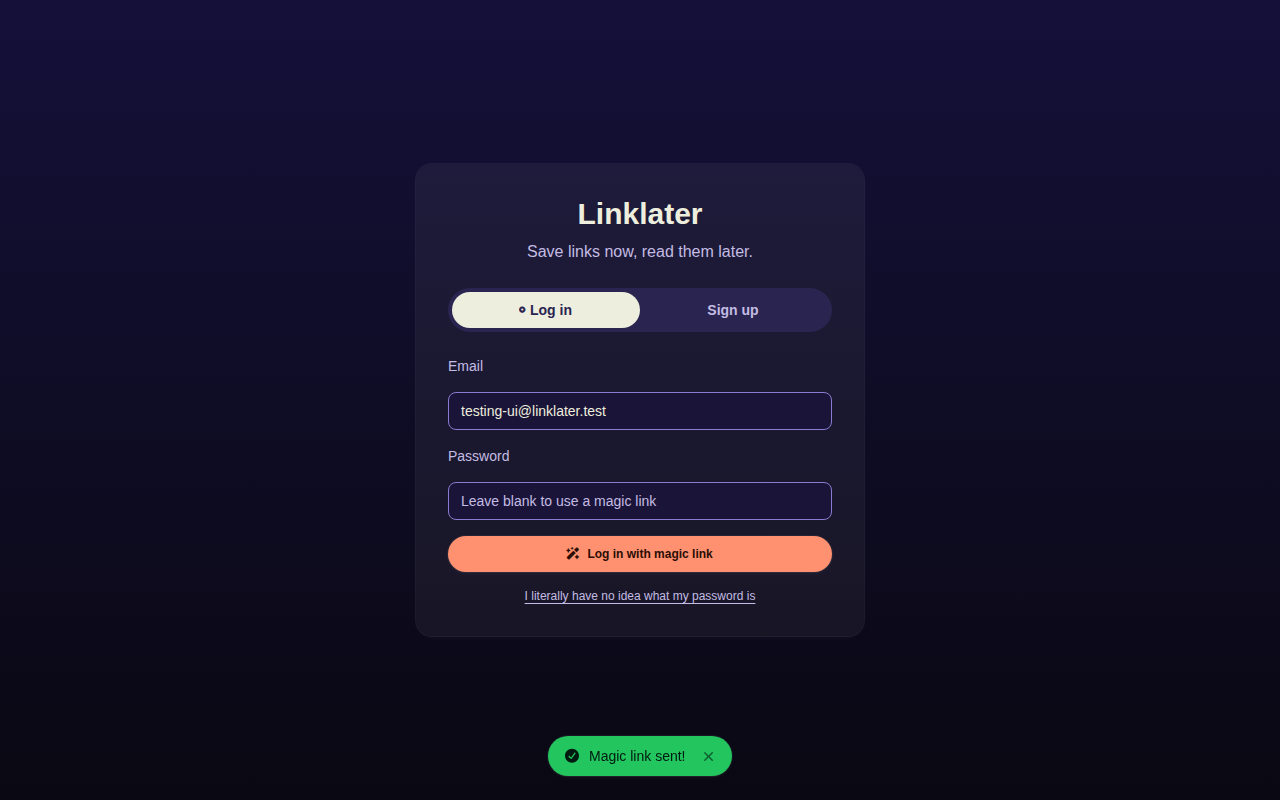 Linklater
Save links now, read them later.
Log in
Sign up
Email
testing-ui@linklater.test
Password
Leave blank to use a magic link
Log in with magic link
I literally have no idea what my password is
Magic link sent!